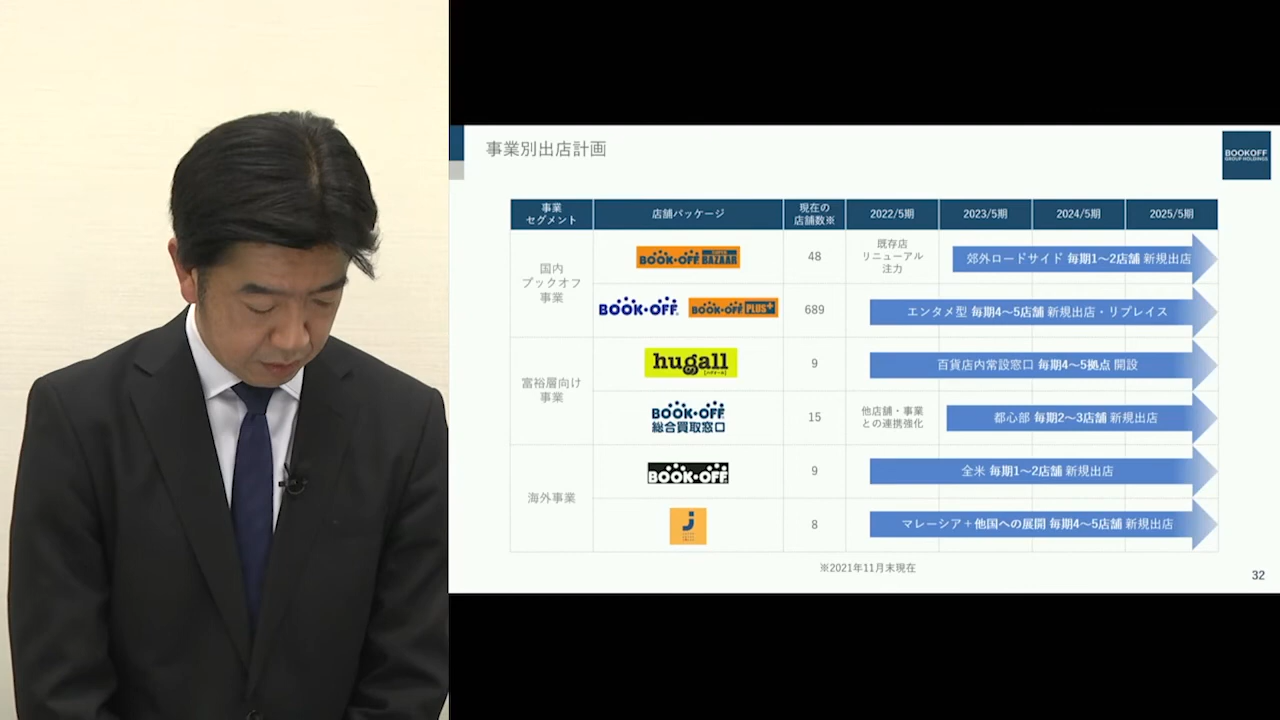 事業別出店計画
BOOKOFF
GROUP HOLDINGS
事業
セグメント
店舗パッケージ
現在の
店舗数※
2022/5期
2023/5期
2024/5期
2025/5期
国内
ブックオフ
事業
BOOK・OFF
BAZAAR
48
既存店
リニューアル
注力
郊外ロードサイド 毎期1〜2店舗 新規出店
BOOK・OFF
BOOK・OFF PLUS+
689
エンタメ型 毎期4〜5店舗 新規出店・リプレイス
富裕層向け
事業
hugall
9
百貨店内常設窓口 毎期4〜5拠点 開設
BOOK・OFF
総合買取窓口
15
他店舗・事業
との連携強化
都心部 毎期2〜3店舗 新規出店
海外事業
BOOK・OFF
9
全米 毎期1〜2店舗 新規出店
J
8
マレーシア+他国への展開 毎期4〜5店舗 新規出店
※2021年11月末現在
32